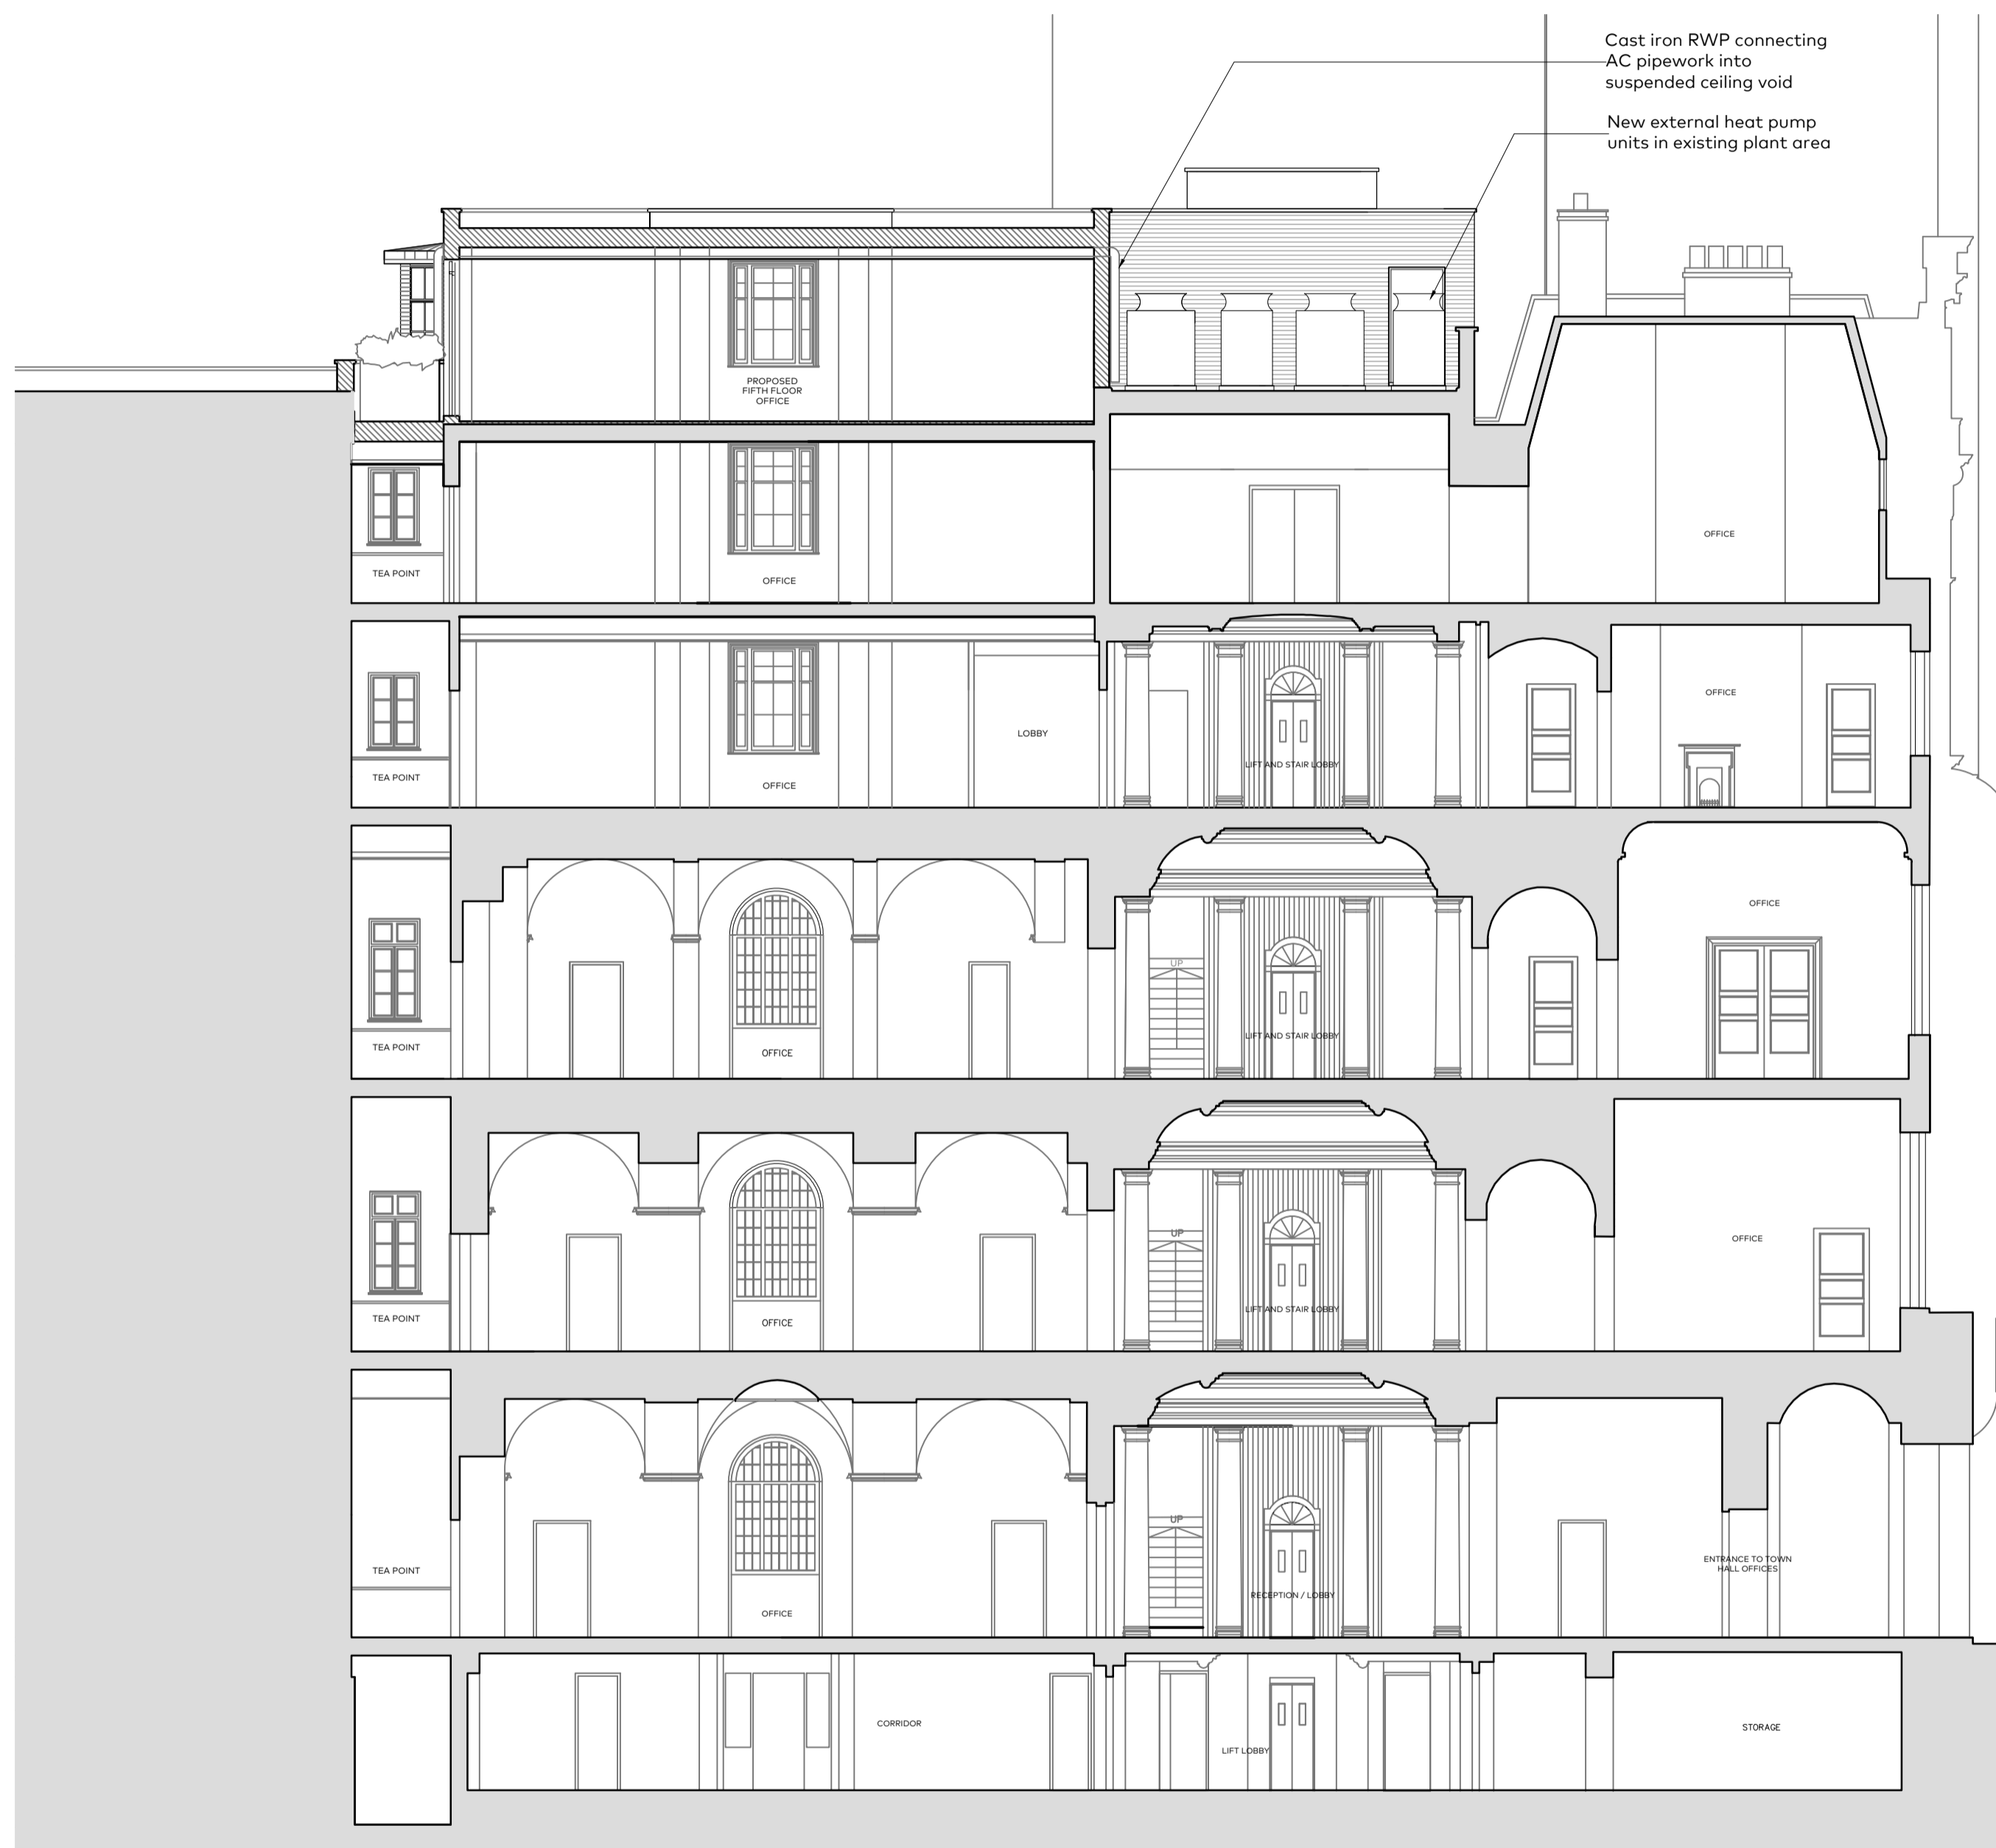 Cast iron RWP connecting
AC pipework into
suspended ceiling void
New external heat pump
units in existing plant area
PROPOSED
FIFTH FLOOR
OFFICE
TEA POINT
OFFICE
OFFICE
TEA POINT
OFFICE
LOBBY
LIFT AND STAIR LOBBY
OFFICE
TEA POINT
OFFICE
UP
LIFT AND STAIR LOBBY
OFFICE
TEA POINT
OFFICE
UP
LIFT AND STAIR LOBBY
OFFICE
TEA POINT
OFFICE
UP
RECEPTION / LOBBY
ENTRANCE TO TOWN
HALL OFFICES
CORRIDOR
LIFT LOBBY
STORAGE